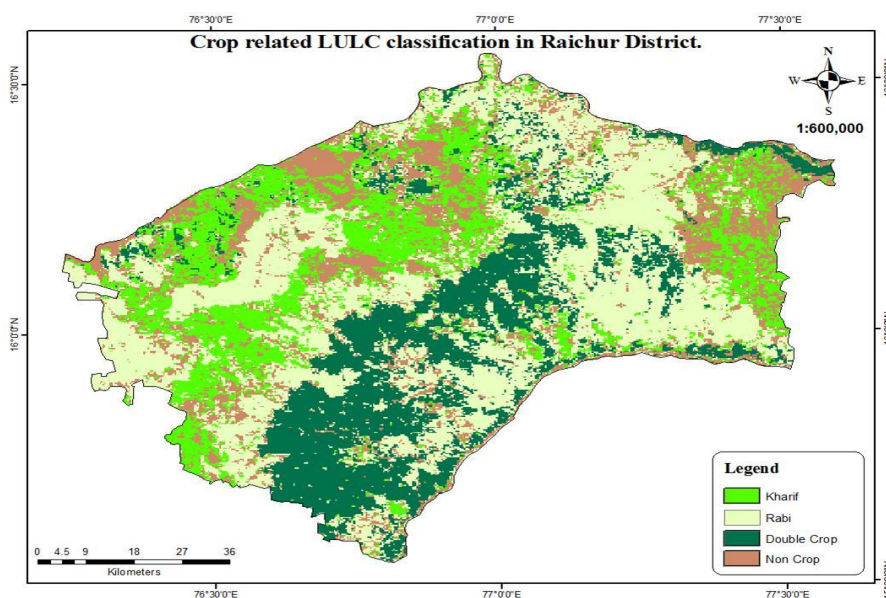 76°30'0"E 77°0'0"E 77°30'0"E
Crop related LULC classification in Raichur District.
N
W E
S
1:600,000
16°30'0"N
16°0'0"N
Legend
Kharif
Rabi
Double Crop
Non Crop
0 4.5 9 18 27 36
Kilometers
76°30'0"E 77°0'0"E 77°30'0"E